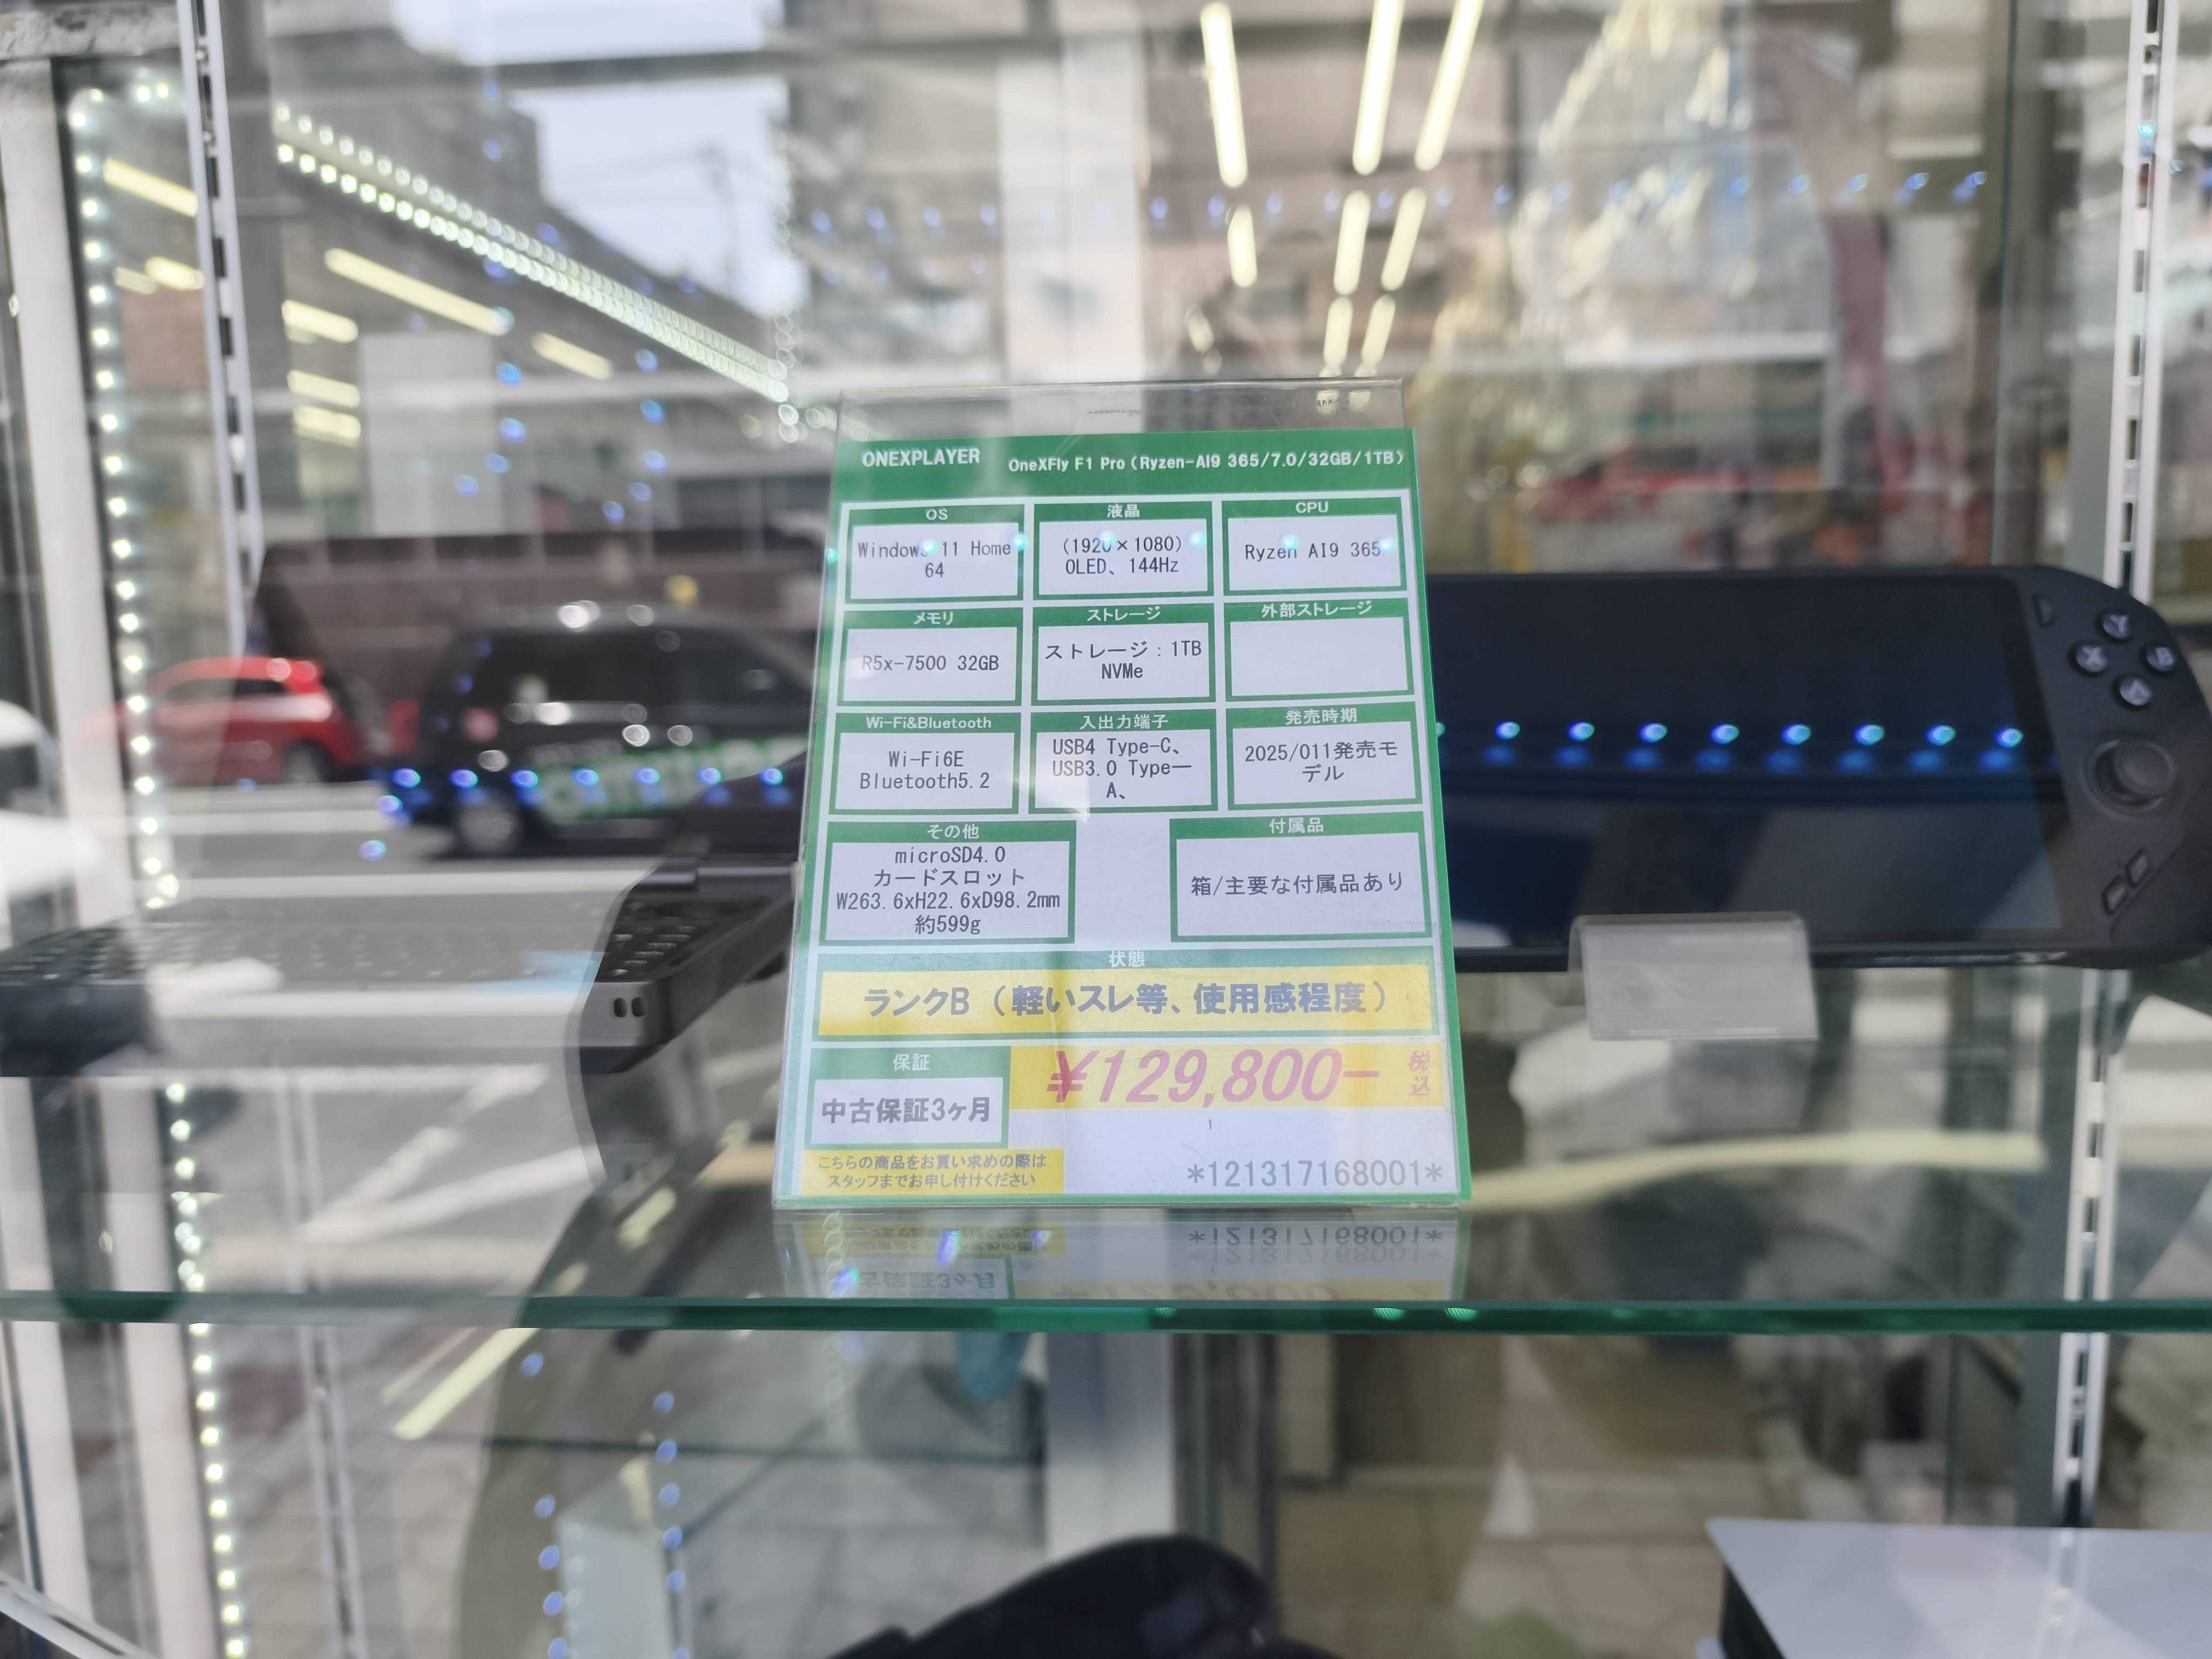 ONEXPLAYER OneXFly F1 Pro (Ryzen-AI9 365/7.0/32GB/1TB)
OS
Windows 11 Home
64
液晶
(1920×1080)
OLED、144Hz
CPU
Ryzen AI9 365
メモリ
R5x-7500 32GB
ストレージ
ストレージ：1TB
NVMe
外部ストレージ
Wi-Fi&Bluetooth
Wi-Fi6E
Bluetooth5.2
入出力端子
USB4 Type-C、
USB3.0 Type―
A、
発売時期
2025/011発売モ
デル
その他
microSD4.0
カードスロット
W263.6xH22.6xD98.2mm
約599g
付属品
箱/主要な付属品あり
状態
ランクB（軽いスレ等、使用感程度）
保証
中古保証3ヶ月
¥129,800−
税
込
1
こちらの商品をお買い求めの際は
スタッフまでお申し付けください
*121317168001*
Y
X
B
A